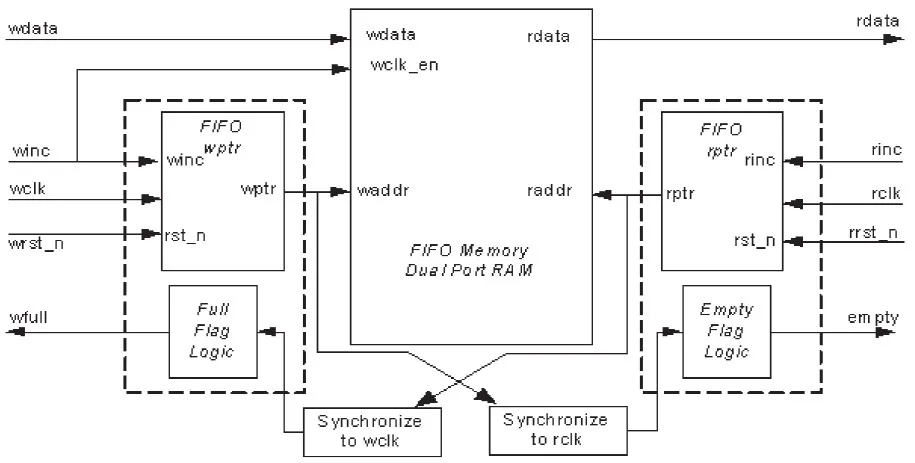 wdata
wdata
rdata
rdata
wclk_en
FIFO
wptr
FIFO
rptr
winc
winc
rinc
rinc
wclk
wptr
waddr
raddr
rptr
rclk
wrst_n
rst_n
rst_n
rrst_n
FIFO Memory
Dual Port RAM
wfull
Full
Flag
Logic
Empty
Flag
Logic
empty
Synchronize
to wclk
Synchronize
to rclk